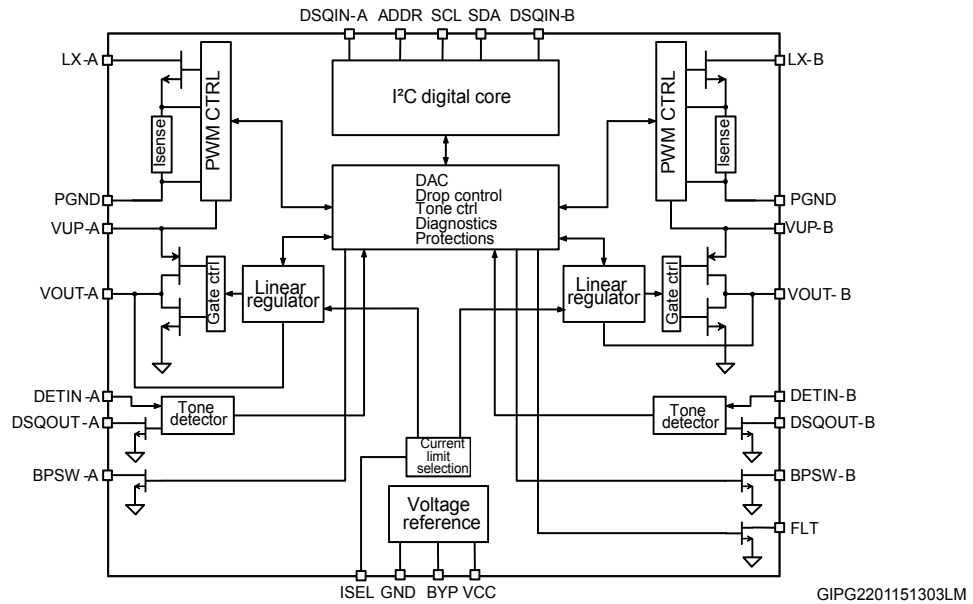 DSQIN-A ADDR SCL SDA DSQIN-B
LX-A
LX-B
I²C digital core
PWM CTRL
PWM CTRL
Isense
Isense
DAC
Drop control
Tone ctrl
Diagnostics
Protections
PGND
PGND
VUP-A
VUP-B
Gate ctrl
Linear
regulator
Linear
regulator
Gate ctrl
VOUT-A
VOUT-B
DETIN-A
DETIN-B
Tone
detector
Tone
detector
DSQOUT-A
DSQOUT-B
Current
limit
selection
BPSW-A
BPSW-B
Voltage
reference
FLT
ISEL GND BYP VCC
GIPG2201151303LM